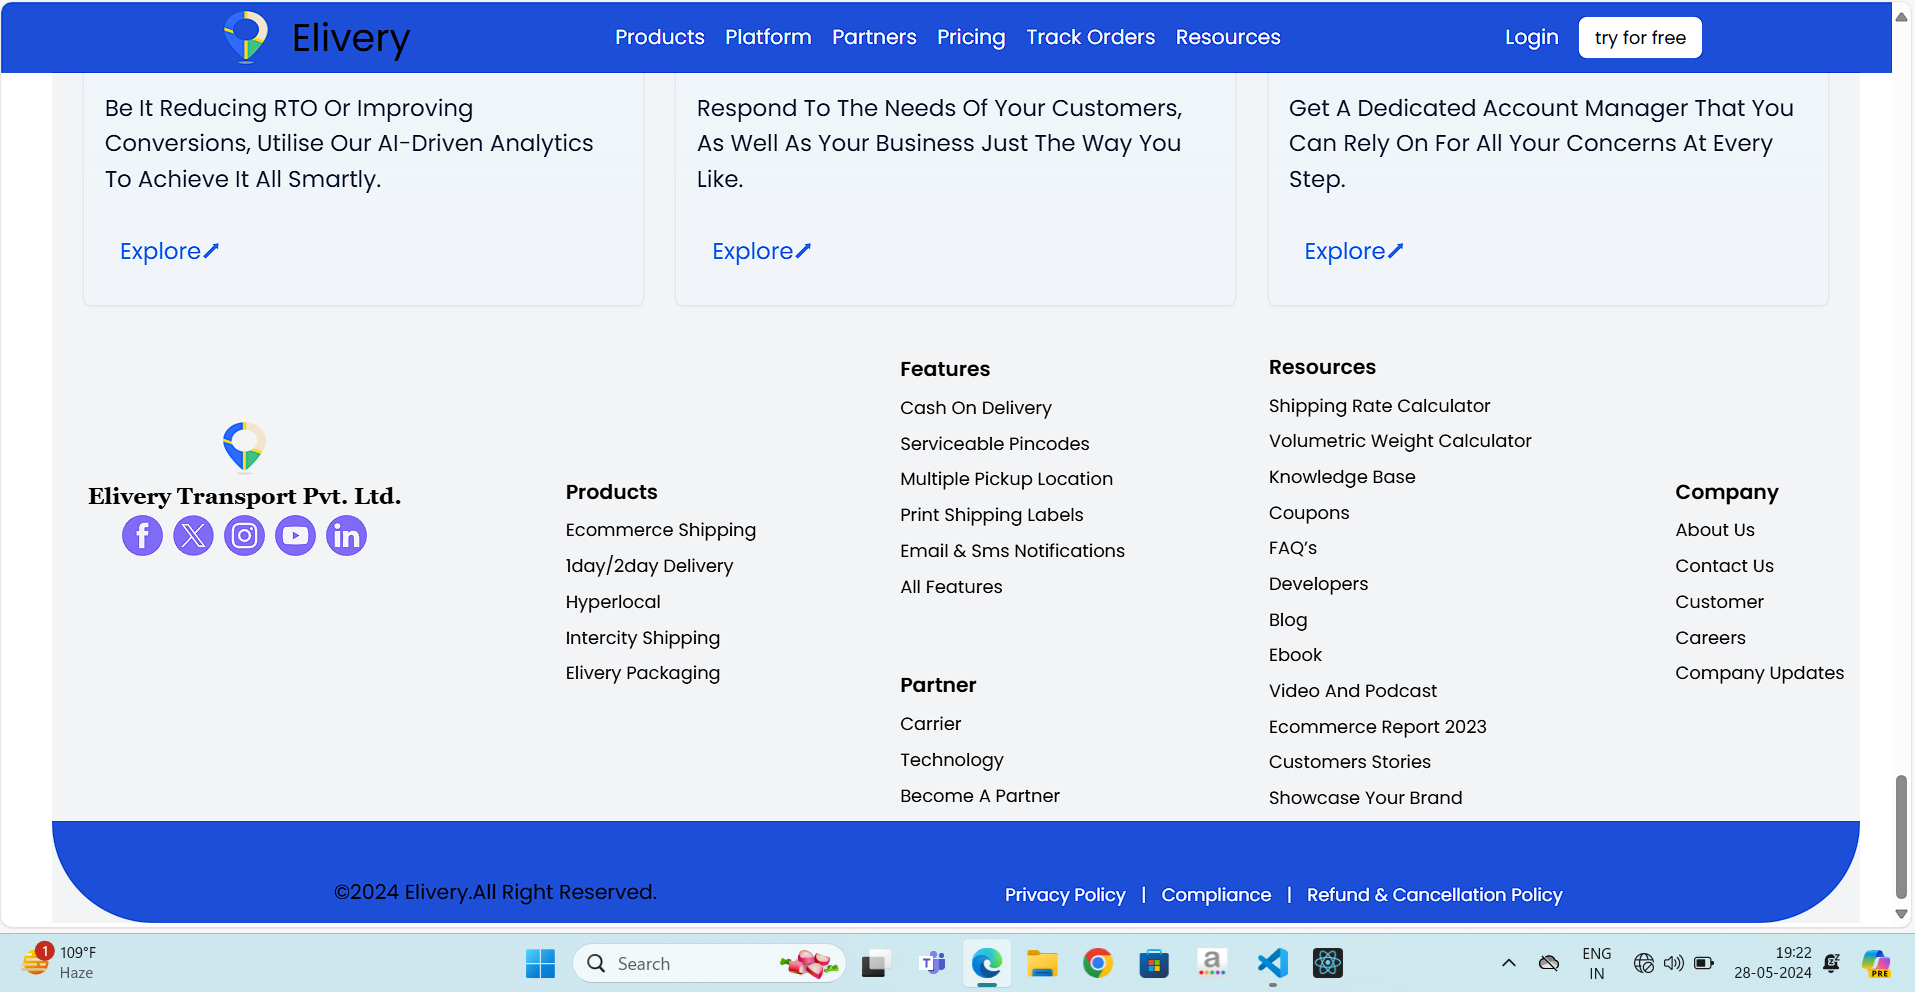 Elivery
Products Platform Partners Pricing Track Orders Resources
Login try for free
Be It Reducing RTO Or Improving
Conversions, Utilise Our AI-Driven Analytics
To Achieve It All Smartly.
Explore
Respond To The Needs Of Your Customers,
As Well As Your Business Just The Way You
Like.
Explore
Get A Dedicated Account Manager That You
Can Rely On For All Your Concerns At Every
Step.
Explore
Elivery Transport Pvt. Ltd.
Products
Ecommerce Shipping
1day/2day Delivery
Hyperlocal
Intercity Shipping
Elivery Packaging
Features
Cash On Delivery
Serviceable Pincodes
Multiple Pickup Location
Print Shipping Labels
Email & Sms Notifications
All Features
Partner
Carrier
Technology
Become A Partner
Resources
Shipping Rate Calculator
Volumetric Weight Calculator
Knowledge Base
Coupons
FAQ’s
Developers
Blog
Ebook
Video And Podcast
Ecommerce Report 2023
Customers Stories
Showcase Your Brand
Company
About Us
Contact Us
Customer
Careers
Company Updates
©2024 Elivery.All Right Reserved.
Privacy Policy | Compliance | Refund & Cancellation Policy
1
109°F
Haze
Search
ENG
IN
19:22
28-05-2024
PRE